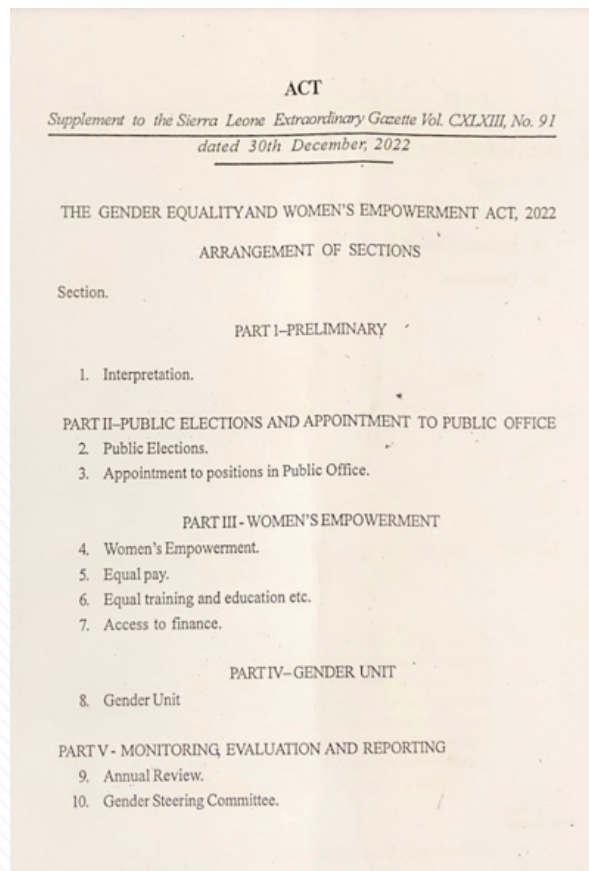 ACT
Supplement to the Sierra Leone Extraordinary Gazette Vol. CXLXIII, No. 91
dated 30th December, 2022
THE GENDER EQUALITY AND WOMEN'S EMPOWERMENT ACT, 2022
ARRANGEMENT OF SECTIONS
Section.
PART I–PRELIMINARY
1. Interpretation.
PART II–PUBLIC ELECTIONS AND APPOINTMENT TO PUBLIC OFFICE
2. Public Elections.
3. Appointment to positions in Public Office.
PART III - WOMEN'S EMPOWERMENT
4. Women's Empowerment.
5. Equal pay.
6. Equal training and education etc.
7. Access to finance.
PART IV–GENDER UNIT
8. Gender Unit
PART V - MONITORING, EVALUATION AND REPORTING
9. Annual Review.
10. Gender Steering Committee.